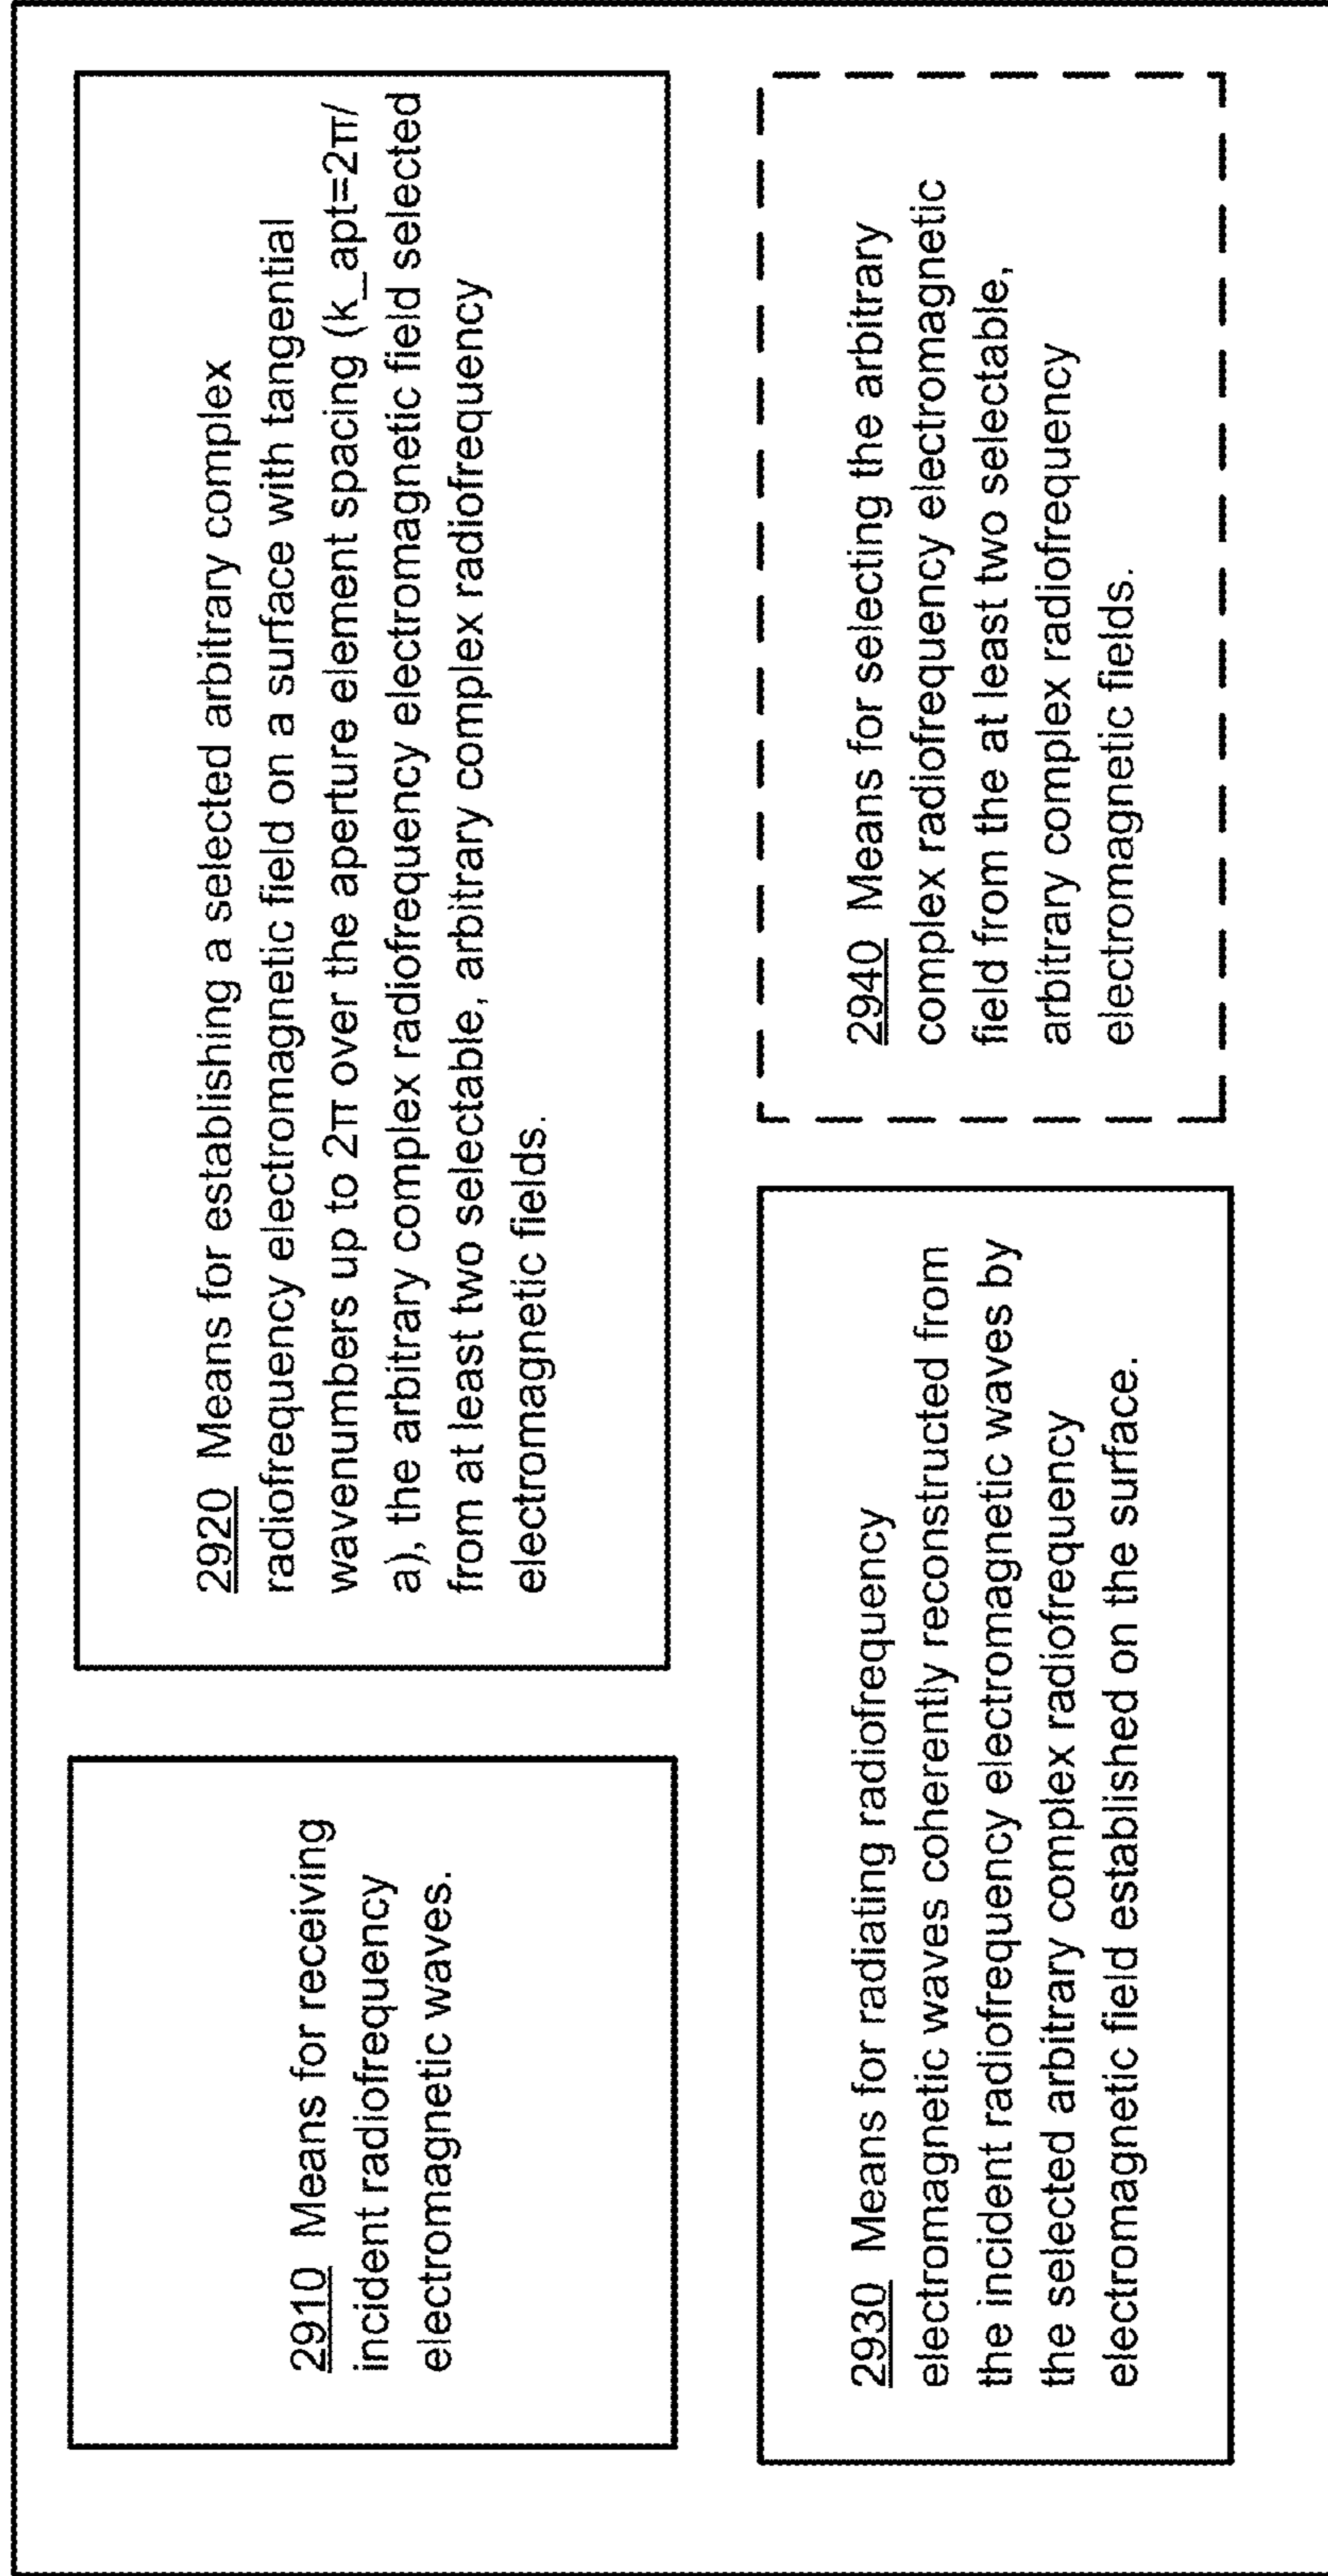 2910 Means for receiving
incident radiofrequency
electromagnetic waves.
2920 Means for establishing a selected arbitrary complex
radiofrequency electromagnetic field on a surface with tangential
wavenumbers up to 2π over the aperture element spacing (k_apt=2π/
a), the arbitrary complex radiofrequency electromagnetic field selected
from at least two selectable, arbitrary complex radiofrequency
electromagnetic fields.
2930 Means for radiating radiofrequency
electromagnetic waves coherently reconstructed from
the incident radiofrequency electromagnetic waves by
the selected arbitrary complex radiofrequency
electromagnetic field established on the surface.
2940 Means for selecting the arbitrary
complex radiofrequency electromagnetic
field from the at least two selectable,
arbitrary complex radiofrequency
electromagnetic fields.